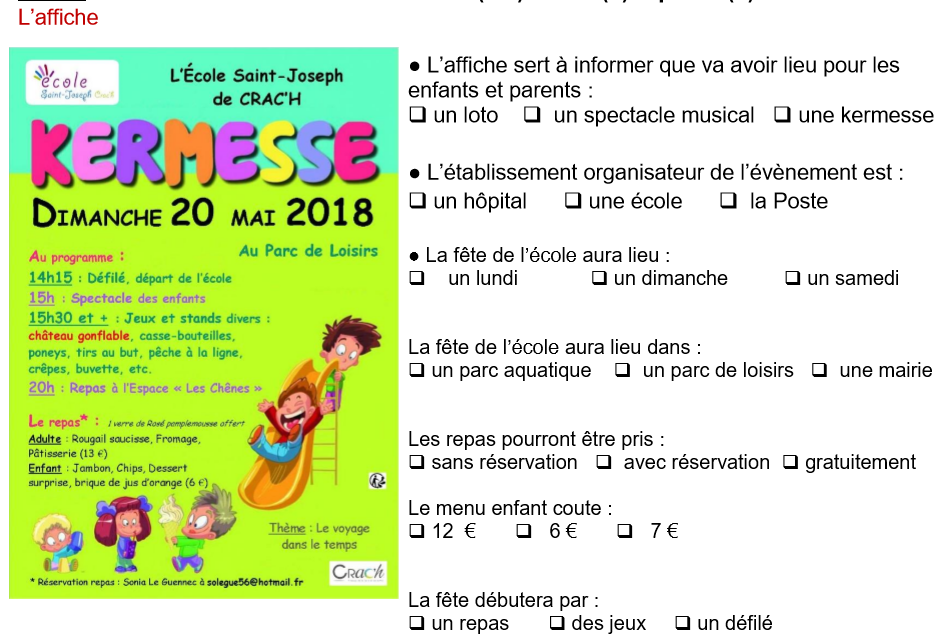 L'affiche
école
Saint-Joseph Crac'h
L'École Saint-Joseph
de CRAC'H
KERMESSE
DIMANCHE 20 MAI 2018
Au Parc de Loisirs
Au programme :
14h15 : Défilé, départ de l'école
15h : Spectacle des enfants
15h30 et + : Jeux et stands divers :
château gonflable, casse-bouteilles,
poneys, tirs au but, pêche à la ligne,
crêpes, buvette, etc.
20h : Repas à l'Espace « Les Chênes »
Le repas* : 1 verre de Rosé pamplemousse offert
Adulte : Rougail saucisse, Fromage,
Pâtisserie (13 €)
Enfant : Jambon, Chips, Dessert
surprise, brique de jus d'orange (6 €)
Thème : Le voyage
dans le temps
CRAC'H
* Réservation repas : Sonia Le Guennec à solegue56@hotmail.fr
● L'affiche sert à informer que va avoir lieu pour les
enfants et parents :
❑ un loto ❑ un spectacle musical ❑ une kermesse
● L'établissement organisateur de l'évènement est :
❑ un hôpital ❑ une école ❑ la Poste
● La fête de l'école aura lieu :
❑ un lundi ❑ un dimanche ❑ un samedi
La fête de l'école aura lieu dans :
❑ un parc aquatique ❑ un parc de loisirs ❑ une mairie
Les repas pourront être pris :
❑ sans réservation ❑ avec réservation ❑ gratuitement
Le menu enfant coute :
❑ 12 € ❑ 6 € ❑ 7 €
La fête débutera par :
❑ un repas ❑ des jeux ❑ un défilé